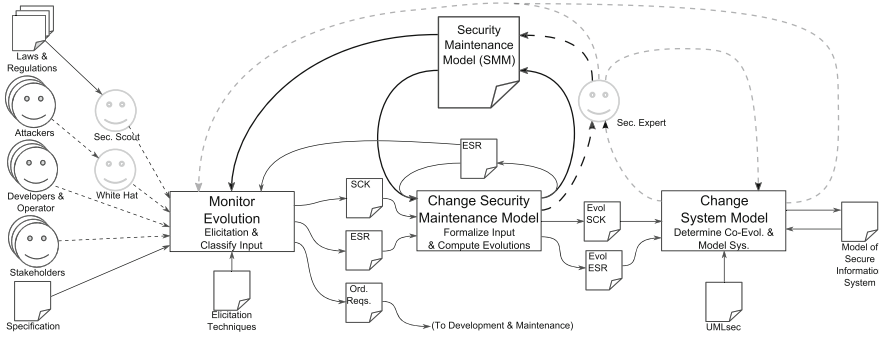 Laws &
Regulations
Attackers
Developers &
Operator
Stakeholders
Specification
Sec. Scout
White Hat
Monitor
Evolution
Elicitation &
Classify Input
Elicitation
Techniques
SCK
ESR
Ord.
Reqs.
(To Development & Maintenance)
Security
Maintenance
Model (SMM)
ESR
Change Security
Maintenance Model
Formalize Input
& Compute Evolutions
Sec. Expert
Evol
SCK
Evol
ESR
Change
System Model
Determine Co-Evol. &
Model Sys.
UMLsec
Model of
Secure
Informatio
System